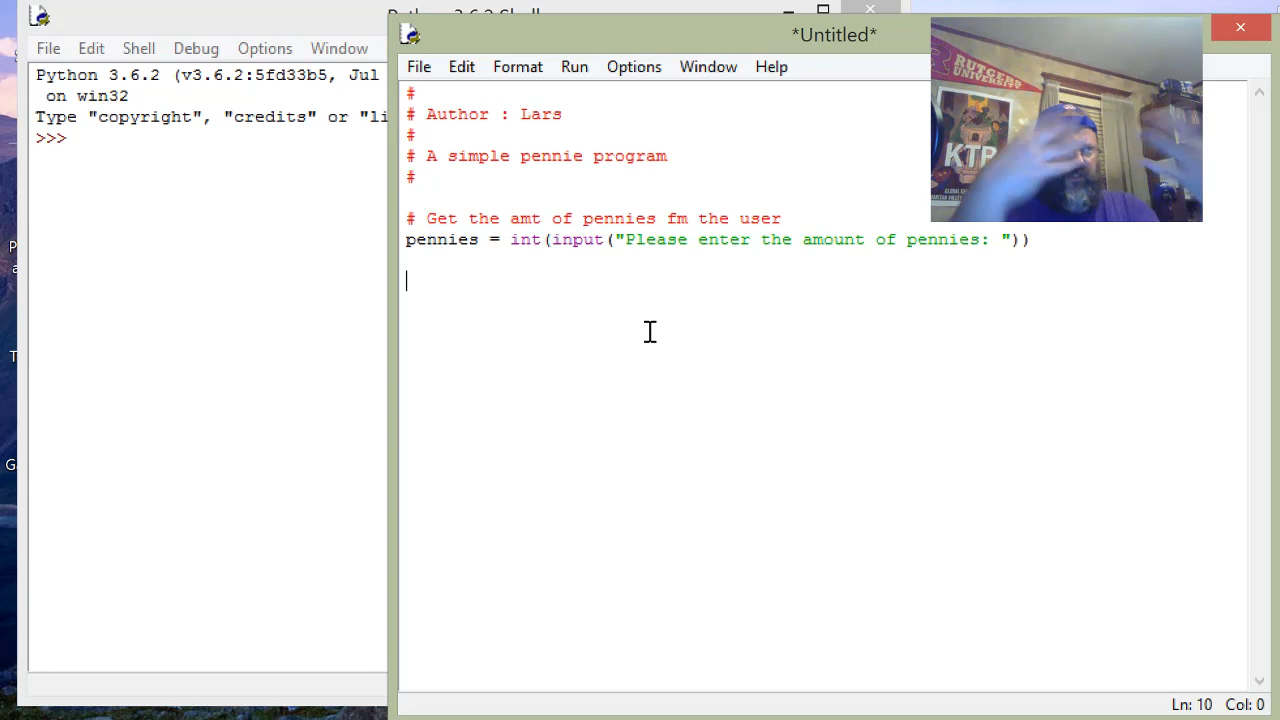 Python 3.6.2 Shell
File Edit Shell Debug Options Window
Python 3.6.2 (v3.6.2:5fd33b5, Jul
on win32
Type "copyright", "credits" or "li
>>>
*Untitled*
File Edit Format Run Options Window Help
#
# Author : Lars
#
# A simple pennie program
#
# Get the amt of pennies fm the user
pennies = int(input("Please enter the amount of pennies: "))
RUTGERS
UNIVERSITY
KTP
Ln: 10 Col: 0
P
a
T
G